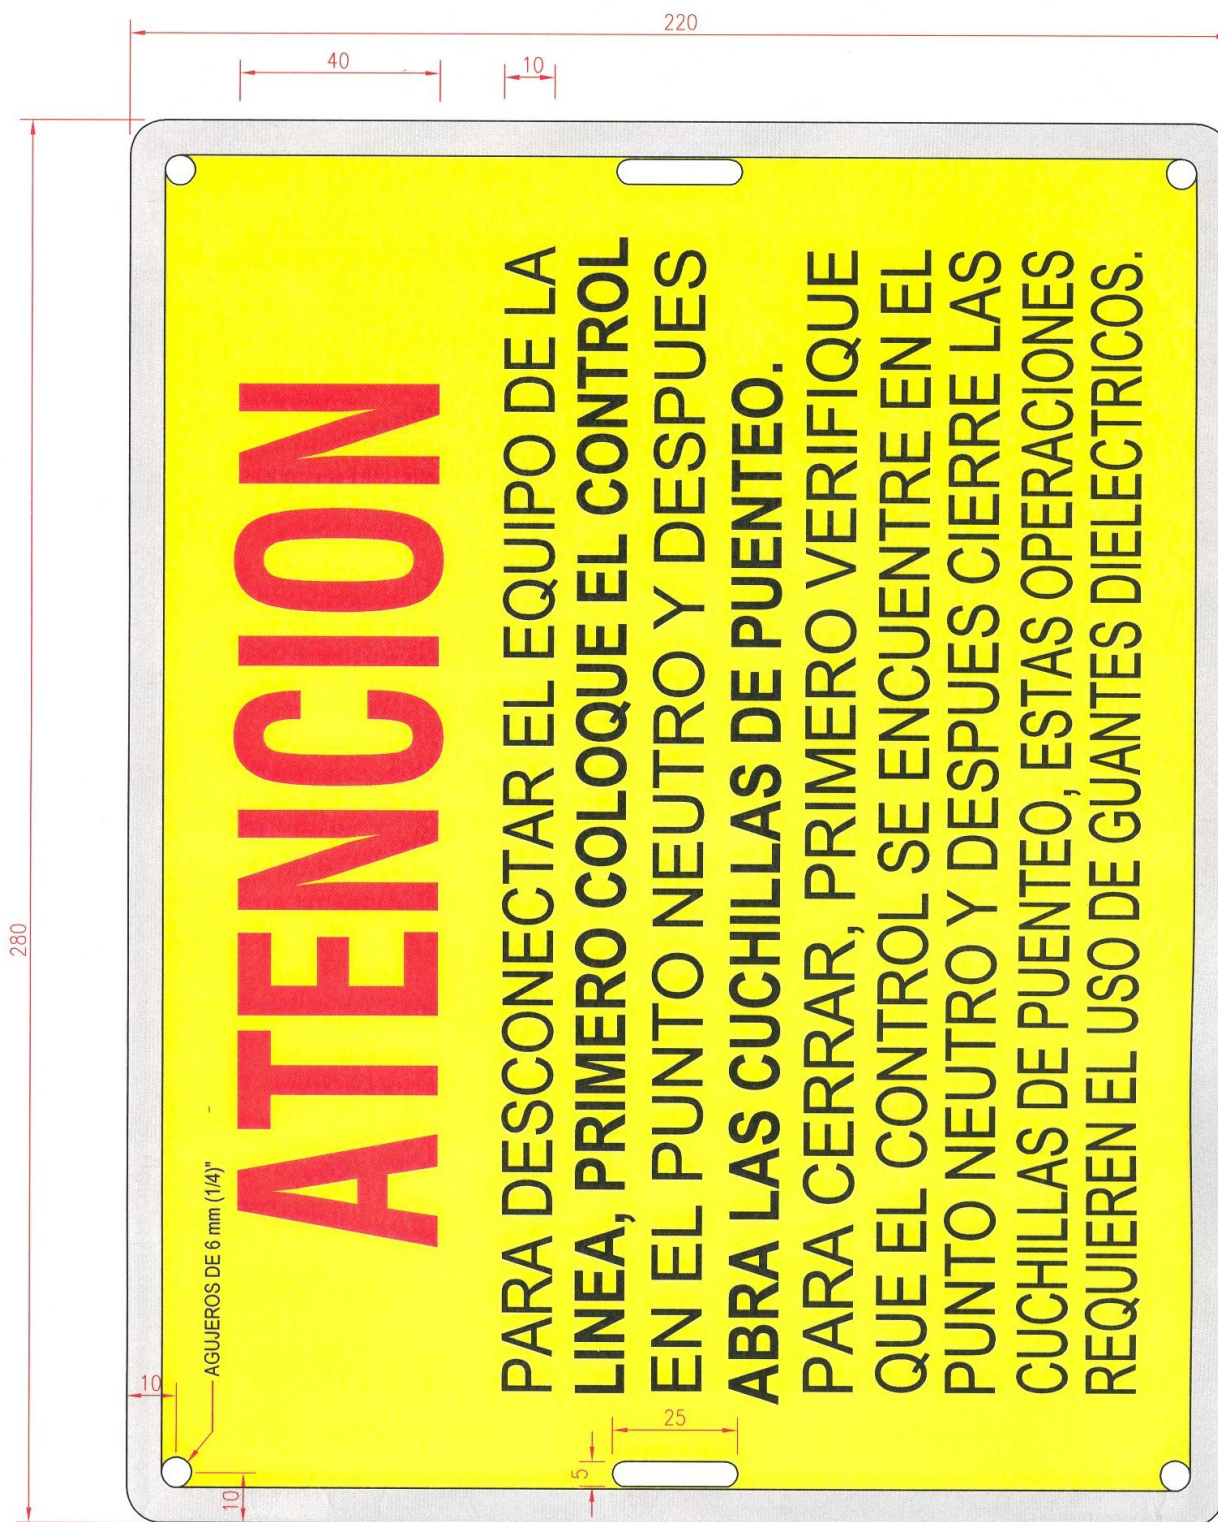 ATENCION
PARA DESCONECTAR EL EQUIPO DE LA
LINEA, PRIMERO COLOQUE EL CONTROL
EN EL PUNTO NEUTRO Y DESPUES
ABRA LAS CUCHILLAS DE PUENTEO.
PARA CERRAR, PRIMERO VERIFIQUE
QUE EL CONTROL SE ENCUENTRE EN EL
PUNTO NEUTRO Y DESPUES CIERRE LAS
CUCHILLAS DE PUENTEO, ESTAS OPERACIONES
REQUIEREN EL USO DE GUANTES DIELECTRICOS.
AGUJEROS DE 6 mm (1/4)"
280
220
40
10
10
10
25
5